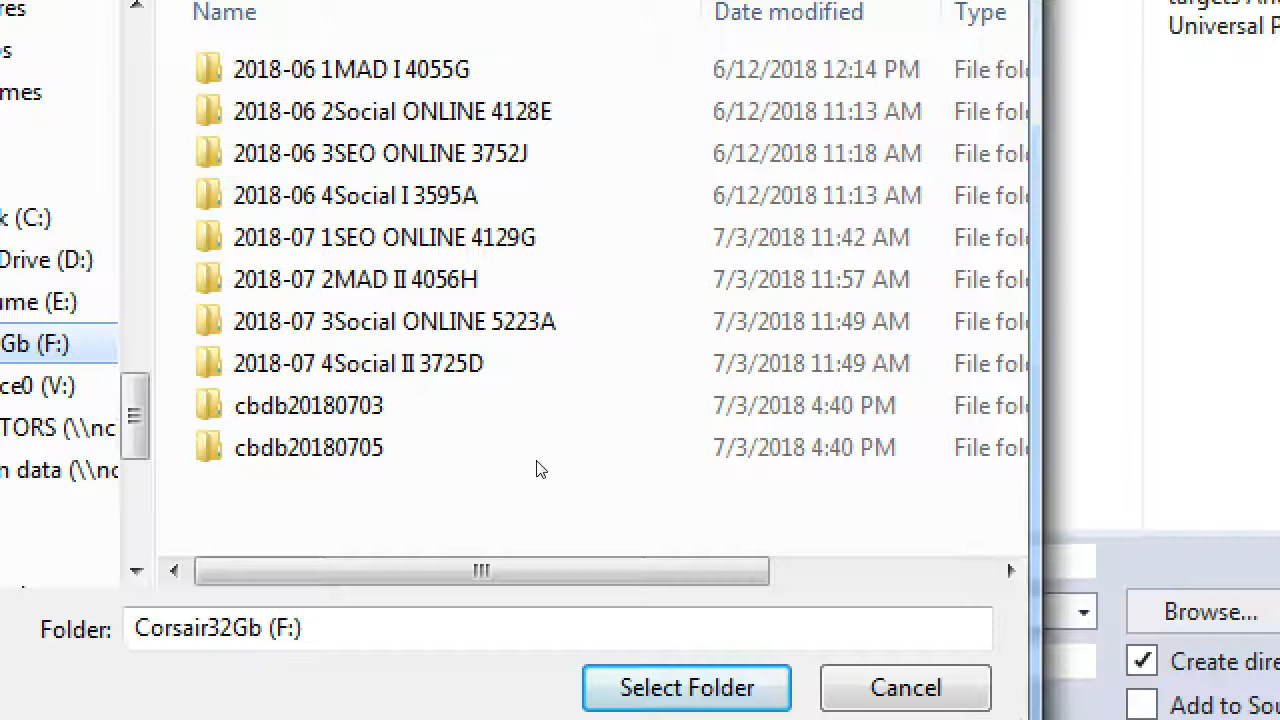 res
targets An
Name Date modified Type
Universal P
s
2018-06 1MAD I 4055G 6/12/2018 12:14 PM File fol
mes
2018-06 2Social ONLINE 4128E 6/12/2018 11:13 AM File fol
2018-06 3SEO ONLINE 3752J 6/12/2018 11:18 AM File fol
2018-06 4Social I 3595A 6/12/2018 11:13 AM File fol
k (C:)
2018-07 1SEO ONLINE 4129G 7/3/2018 11:42 AM File fol
Drive (D:)
2018-07 2MAD II 4056H 7/3/2018 11:57 AM File fol
ume (E:)
2018-07 3Social ONLINE 5223A 7/3/2018 11:49 AM File fol
Gb (F:)
2018-07 4Social II 3725D 7/3/2018 11:49 AM File fol
ce0 (V:)
cbdb20180703 7/3/2018 4:40 PM File fol
TORS (\\nc
cbdb20180705 7/3/2018 4:40 PM File fol
n data (\\nc
Folder: Corsair32Gb (F:)
Browse...
Select Folder Cancel
Create dire
Add to Sou